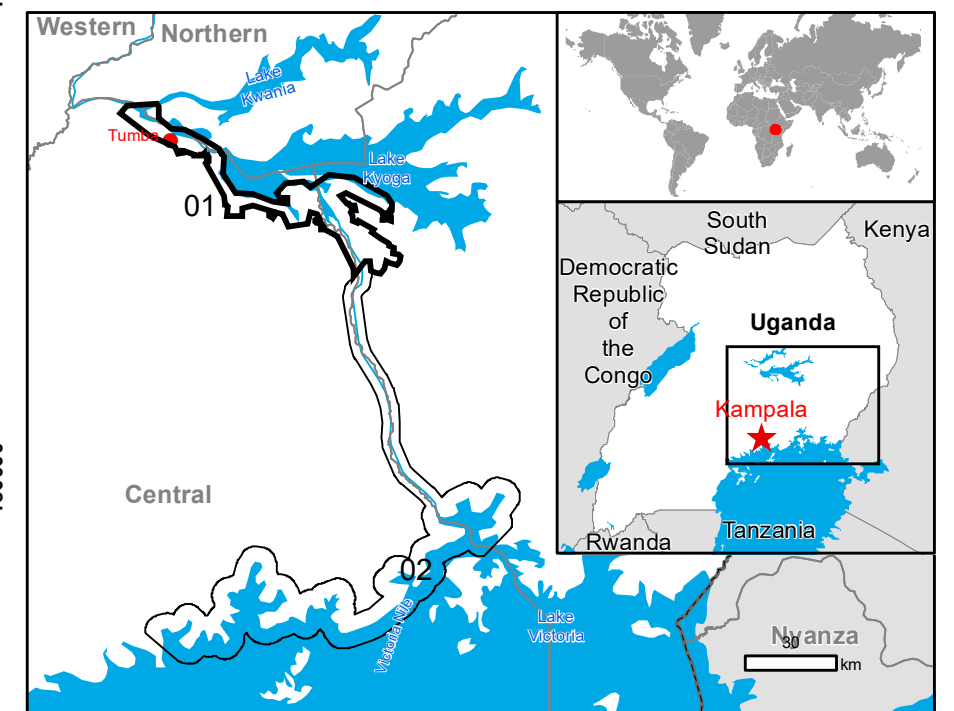 Western
Northern
Lake
Kwania
Tumba
Lake
Kyoga
01
Central
02
Victoria Nile
Lake
Victoria
Nyanza
30
km
South
Sudan
Kenya
Democratic
Republic
of
the
Congo
Uganda
Kampala
Tanzania
Rwanda